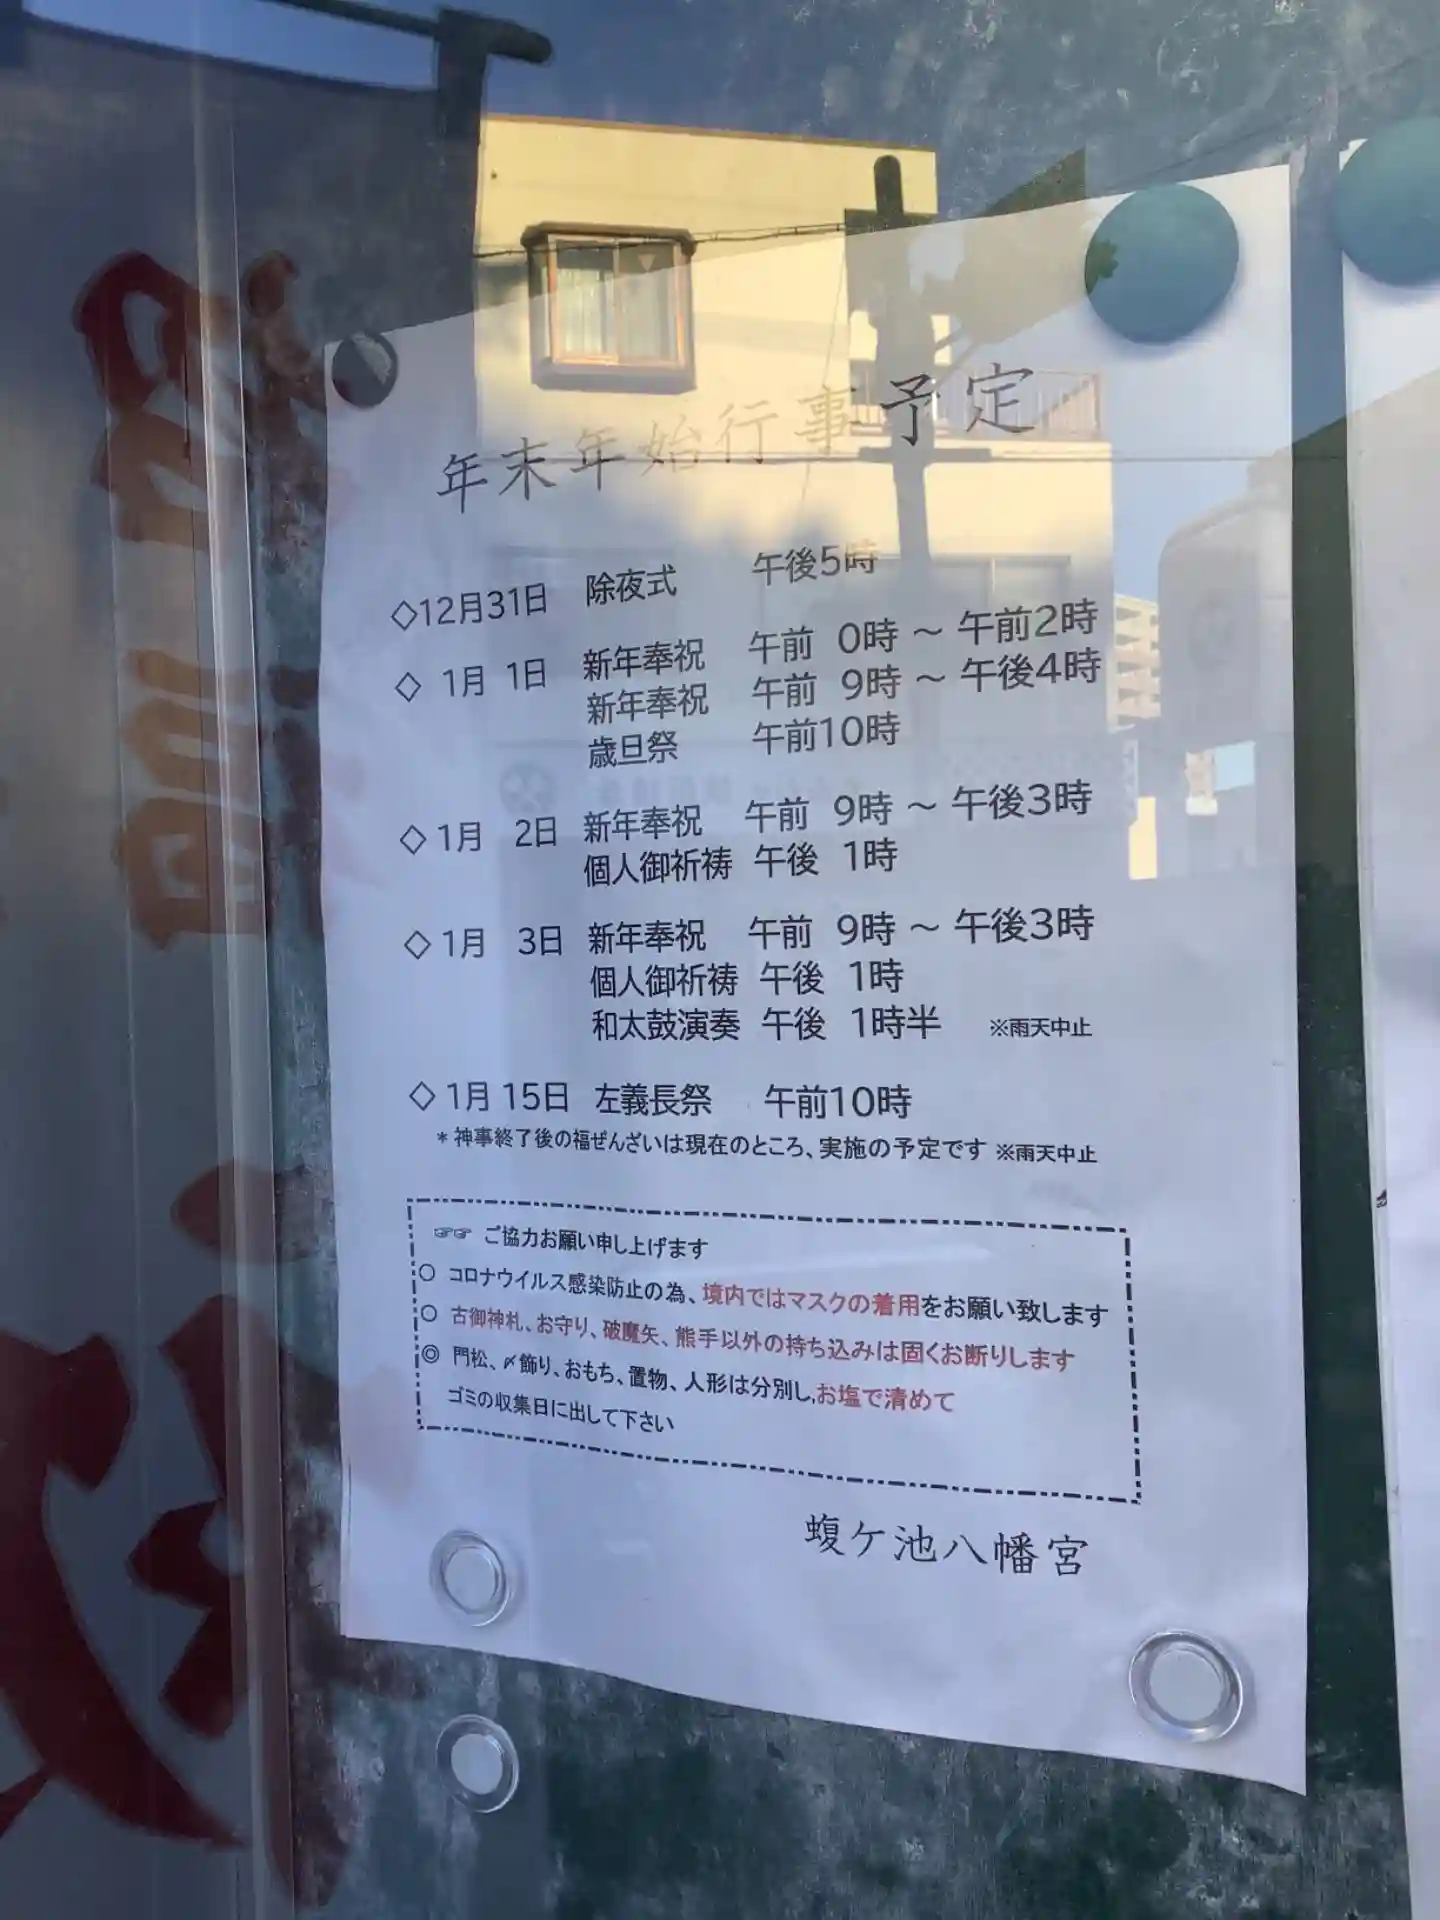 年末年始行事予定
◇12月31日 除夜式 午後5時
◇ 1月 1日 新年奉祝 午前 0時 ～ 午前2時
新年奉祝 午前 9時 ～ 午後4時
歳旦祭 午前10時
◇ 1月 2日 新年奉祝 午前 9時 ～ 午後3時
個人御祈祷 午後 1時
◇ 1月 3日 新年奉祝 午前 9時 ～ 午後3時
個人御祈祷 午後 1時
和太鼓演奏 午後 1時半 ※雨天中止
◇ 1月 15日 左義長祭 午前10時
＊神事終了後の福ぜんざいは現在のところ、実施の予定です ※雨天中止
☞☞ ご協力お願い申し上げます
○ コロナウイルス感染防止の為、境内ではマスクの着用をお願い致します
○ 古御神札、お守り、破魔矢、熊手以外の持ち込みは固くお断りします
◎ 門松、〆飾り、おもち、置物、人形は分別し,お塩で清めて
ゴミの収集日に出して下さい
蝮ケ池八幡宮